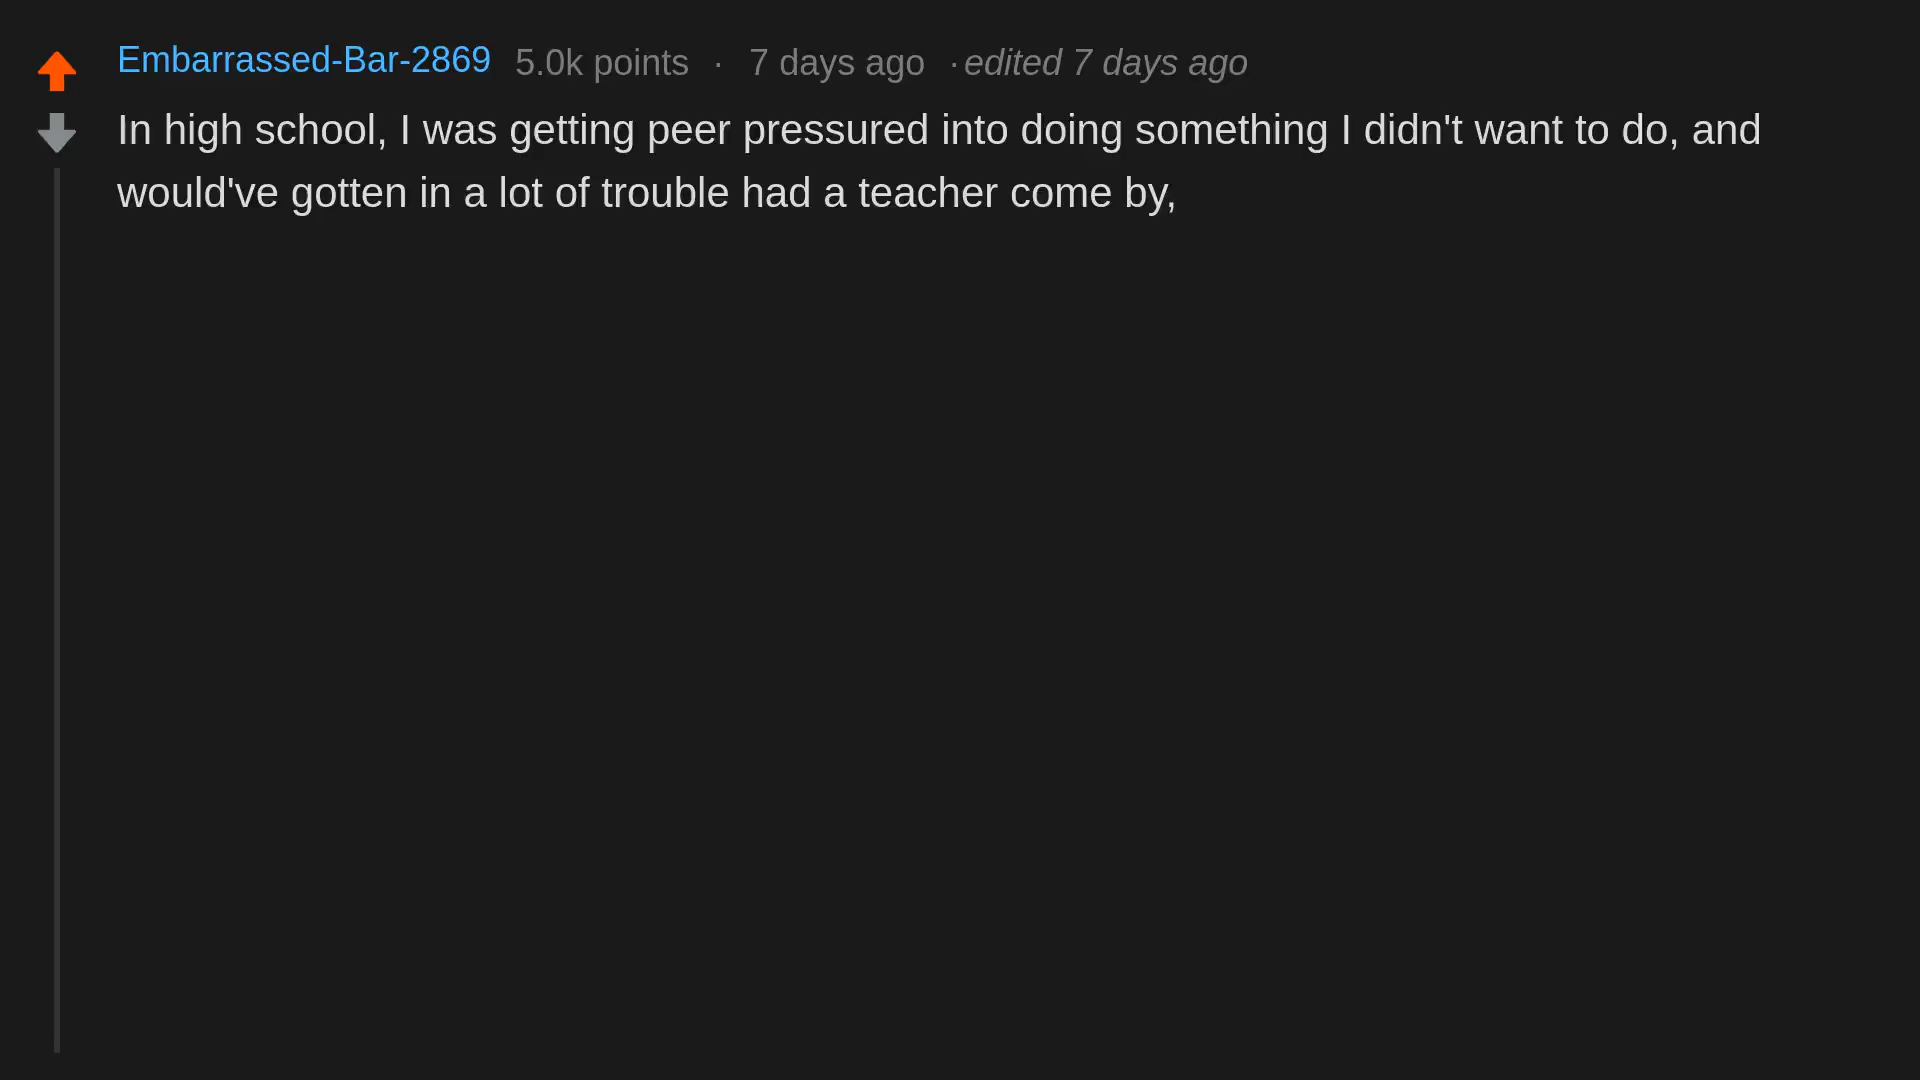 Embarrassed-Bar-2869 5.0k points · 7 days ago · edited 7 days ago
In high school, I was getting peer pressured into doing something I didn't want to do, and
would've gotten in a lot of trouble had a teacher come by,